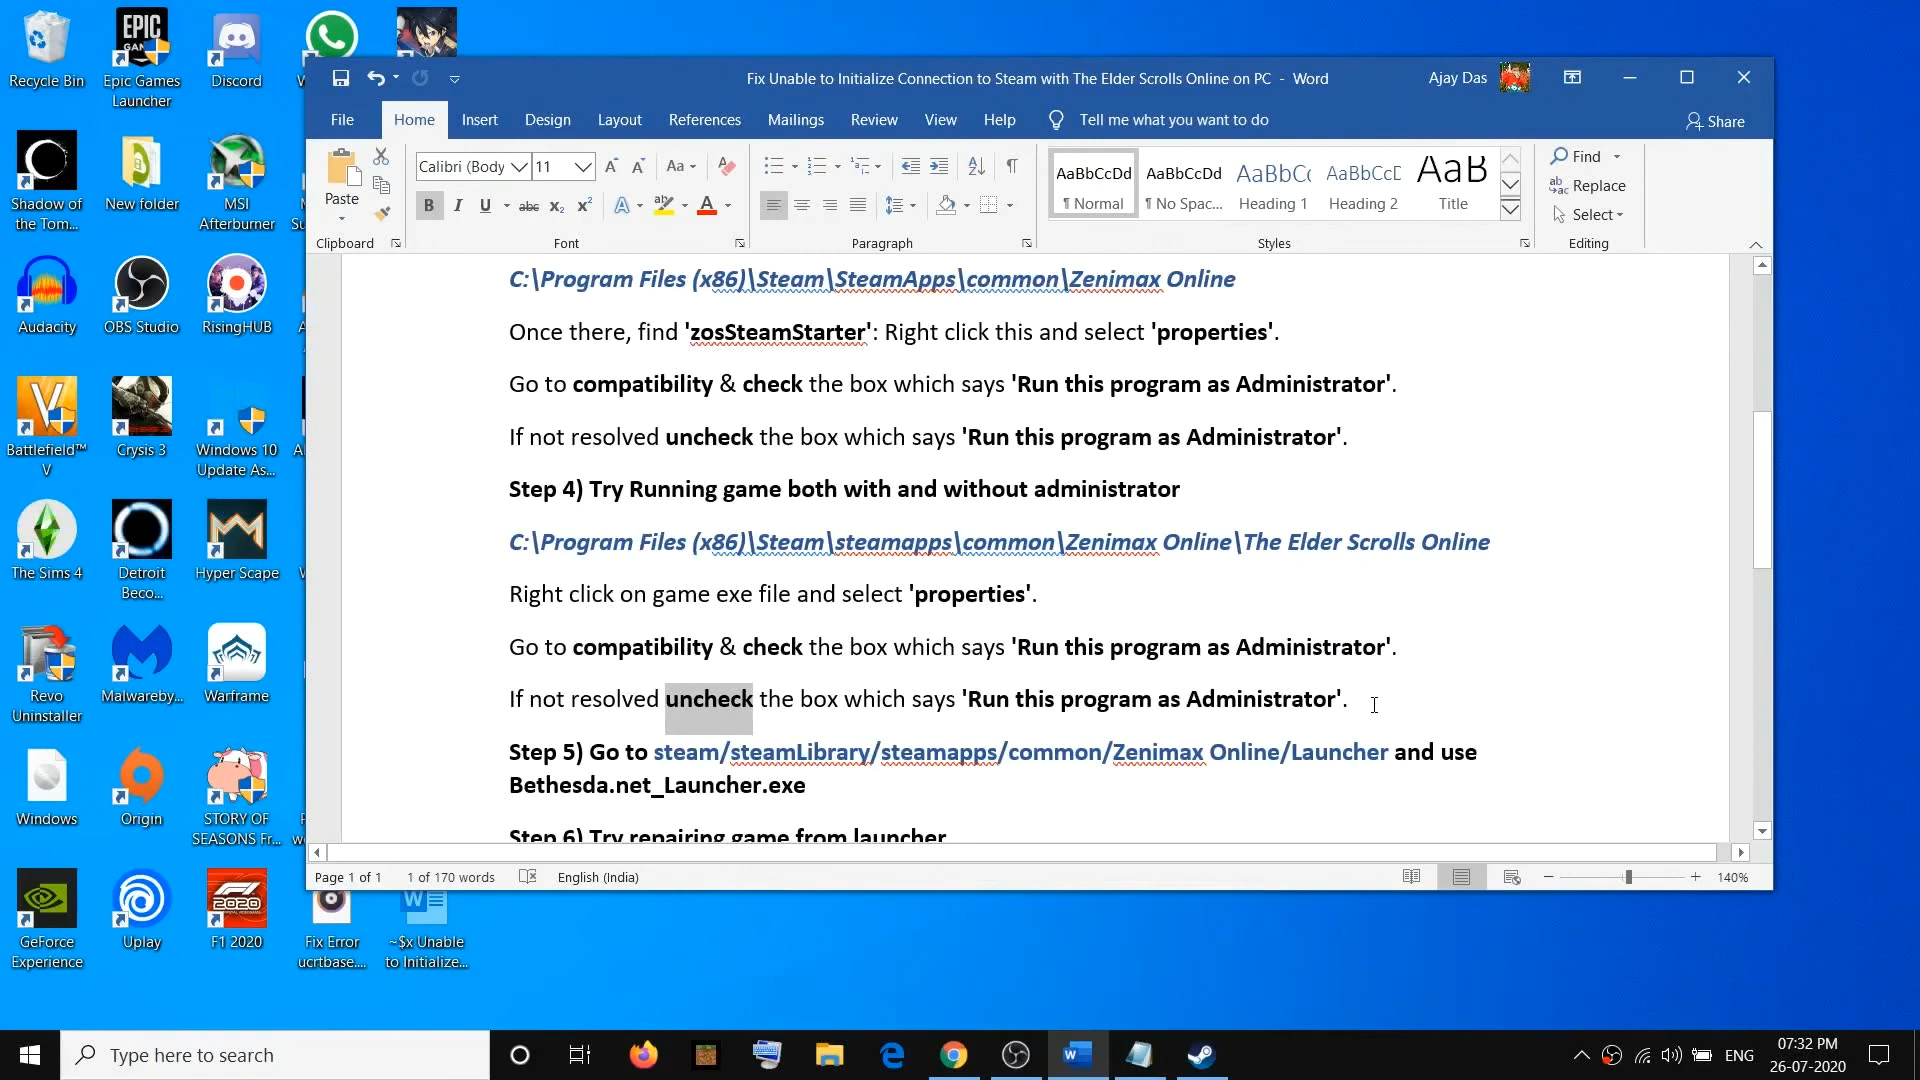 Recycle Bin
Epic Games Launcher
Discord
EPIC
Shadow of the Tom...
New folder
MSI Afterburner
Audacity
OBS Studio
RisingHUB
Battlefield™ V
Crysis 3
Windows 10 Update As...
The Sims 4
Detroit Beco...
Hyper Scape
Revo Uninstaller
Malwareby...
Warframe
Windows
Origin
STORY OF SEASONS Fr...
GeForce Experience
Uplay
F1 2020
Fix Error ucrtbase....
~$x Unable to Initialize...
Fix Unable to Initialize Connection to Steam with The Elder Scrolls Online on PC - Word
Ajay Das
File Home Insert Design Layout References Mailings Review View Help Tell me what you want to do Share
Paste
Calibri (Body 11
Clipboard
Font
Paragraph
AaBbCcDd AaBbCcDd AaBbC AaBbCcD AaB
¶ Normal ¶ No Spac... Heading 1 Heading 2 Title
Styles
Find
Replace
Select
Editing
C:\Program Files (x86)\Steam\SteamApps\common\Zenimax Online
Once there, find 'zosSteamStarter': Right click this and select 'properties'.
Go to compatibility & check the box which says 'Run this program as Administrator'.
If not resolved uncheck the box which says 'Run this program as Administrator'.
Step 4) Try Running game both with and without administrator
C:\Program Files (x86)\Steam\steamapps\common\Zenimax Online\The Elder Scrolls Online
Right click on game exe file and select 'properties'.
Go to compatibility & check the box which says 'Run this program as Administrator'.
If not resolved uncheck the box which says 'Run this program as Administrator'.
Step 5) Go to steam/steamLibrary/steamapps/common/Zenimax Online/Launcher and use
Bethesda.net_Launcher.exe
Step 6) Try repairing game from launcher
Page 1 of 1 1 of 170 words English (India) 140%
Type here to search
ENG
07:32 PM
26-07-2020